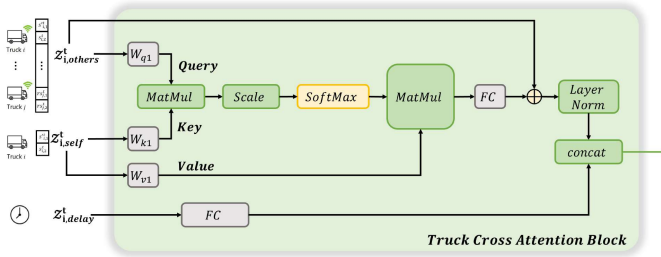 Truck i
⋮
Truck j
Truck i
Z^t_i,others
Z^t_i,self
Z^t_i,delay
W_q1
Query
MatMul
Scale
SoftMax
MatMul
FC
Layer
Norm
W_k1
Key
W_v1
Value
concat
FC
Truck Cross Attention Block